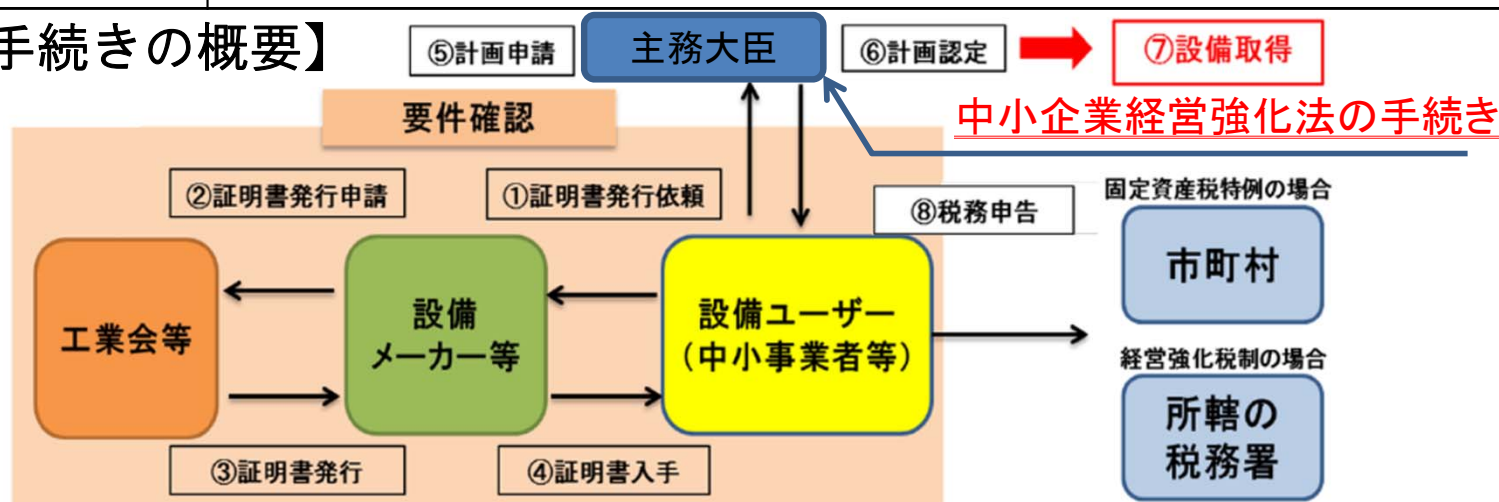 手続きの概要】
⑤計画申請
主務大臣
⑥計画認定
⑦設備取得
要件確認
中小企業経営強化法の手続き
②証明書発行申請
①証明書発行依頼
⑧税務申告
固定資産税特例の場合
市町村
工業会等
設備
メーカー等
設備ユーザー
（中小事業者等）
経営強化税制の場合
所轄の
税務署
③証明書発行
④証明書入手